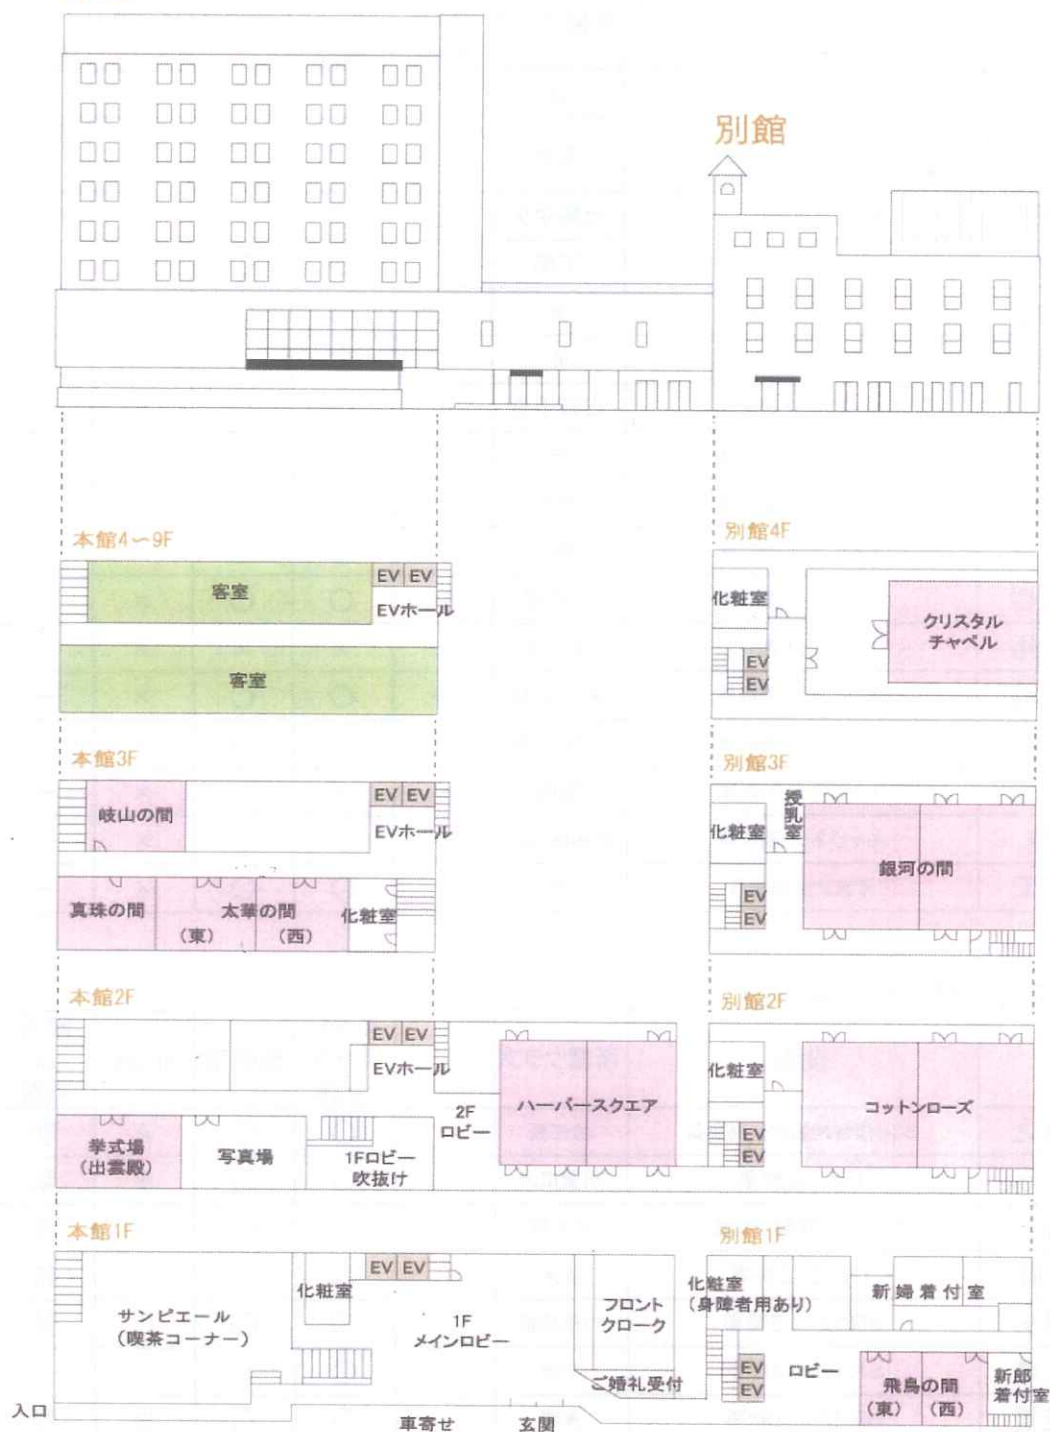 別館
本館4〜9F
客室
EV EV
EVホール
客室
別館4F
化粧室
EV
EV
クリスタル
チャペル
本館3F
岐山の間
EV EV
EVホール
真珠の間
太華の間
(東)
(西)
化粧室
別館3F
授乳室
化粧室
EV
EV
銀河の間
本館2F
EV EV
EVホール
挙式場
(出雲殿)
写真場
1Fロビー
吹抜け
2F
ロビー
ハーバースクエア
別館2F
化粧室
EV
EV
コットンローズ
本館1F
サンピエール
(喫茶コーナー)
化粧室
EV EV
1F
メインロビー
フロント
クローク
ご婚礼受付
入口
車寄せ
玄関
別館1F
化粧室
(身障者用あり)
EV
EV
ロビー
新婦着付室
飛鳥の間
(東)
(西)
新郎
着付室